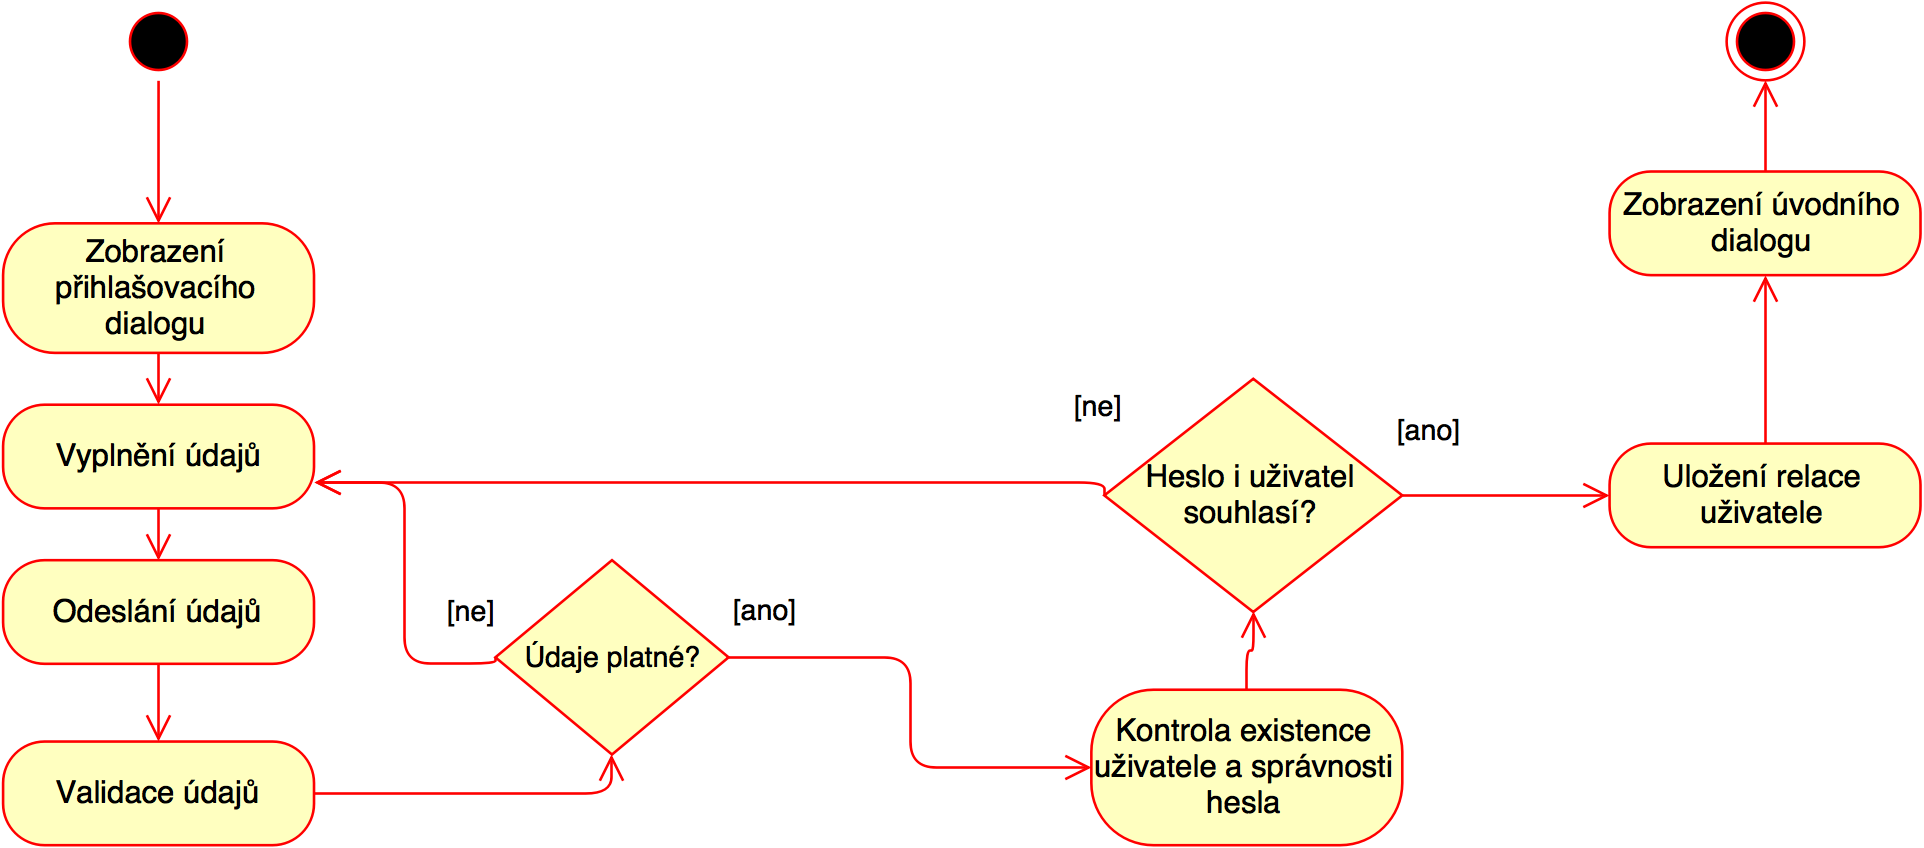 Zobrazení
přihlašovacího
dialogu
Vyplnění údajů
Odeslání údajů
Validace údajů
[ne]
Údaje platné?
[ano]
Kontrola existence
uživatele a správnosti
hesla
[ne]
Heslo i uživatel
souhlasí?
[ano]
Uložení relace
uživatele
Zobrazení úvodního
dialogu